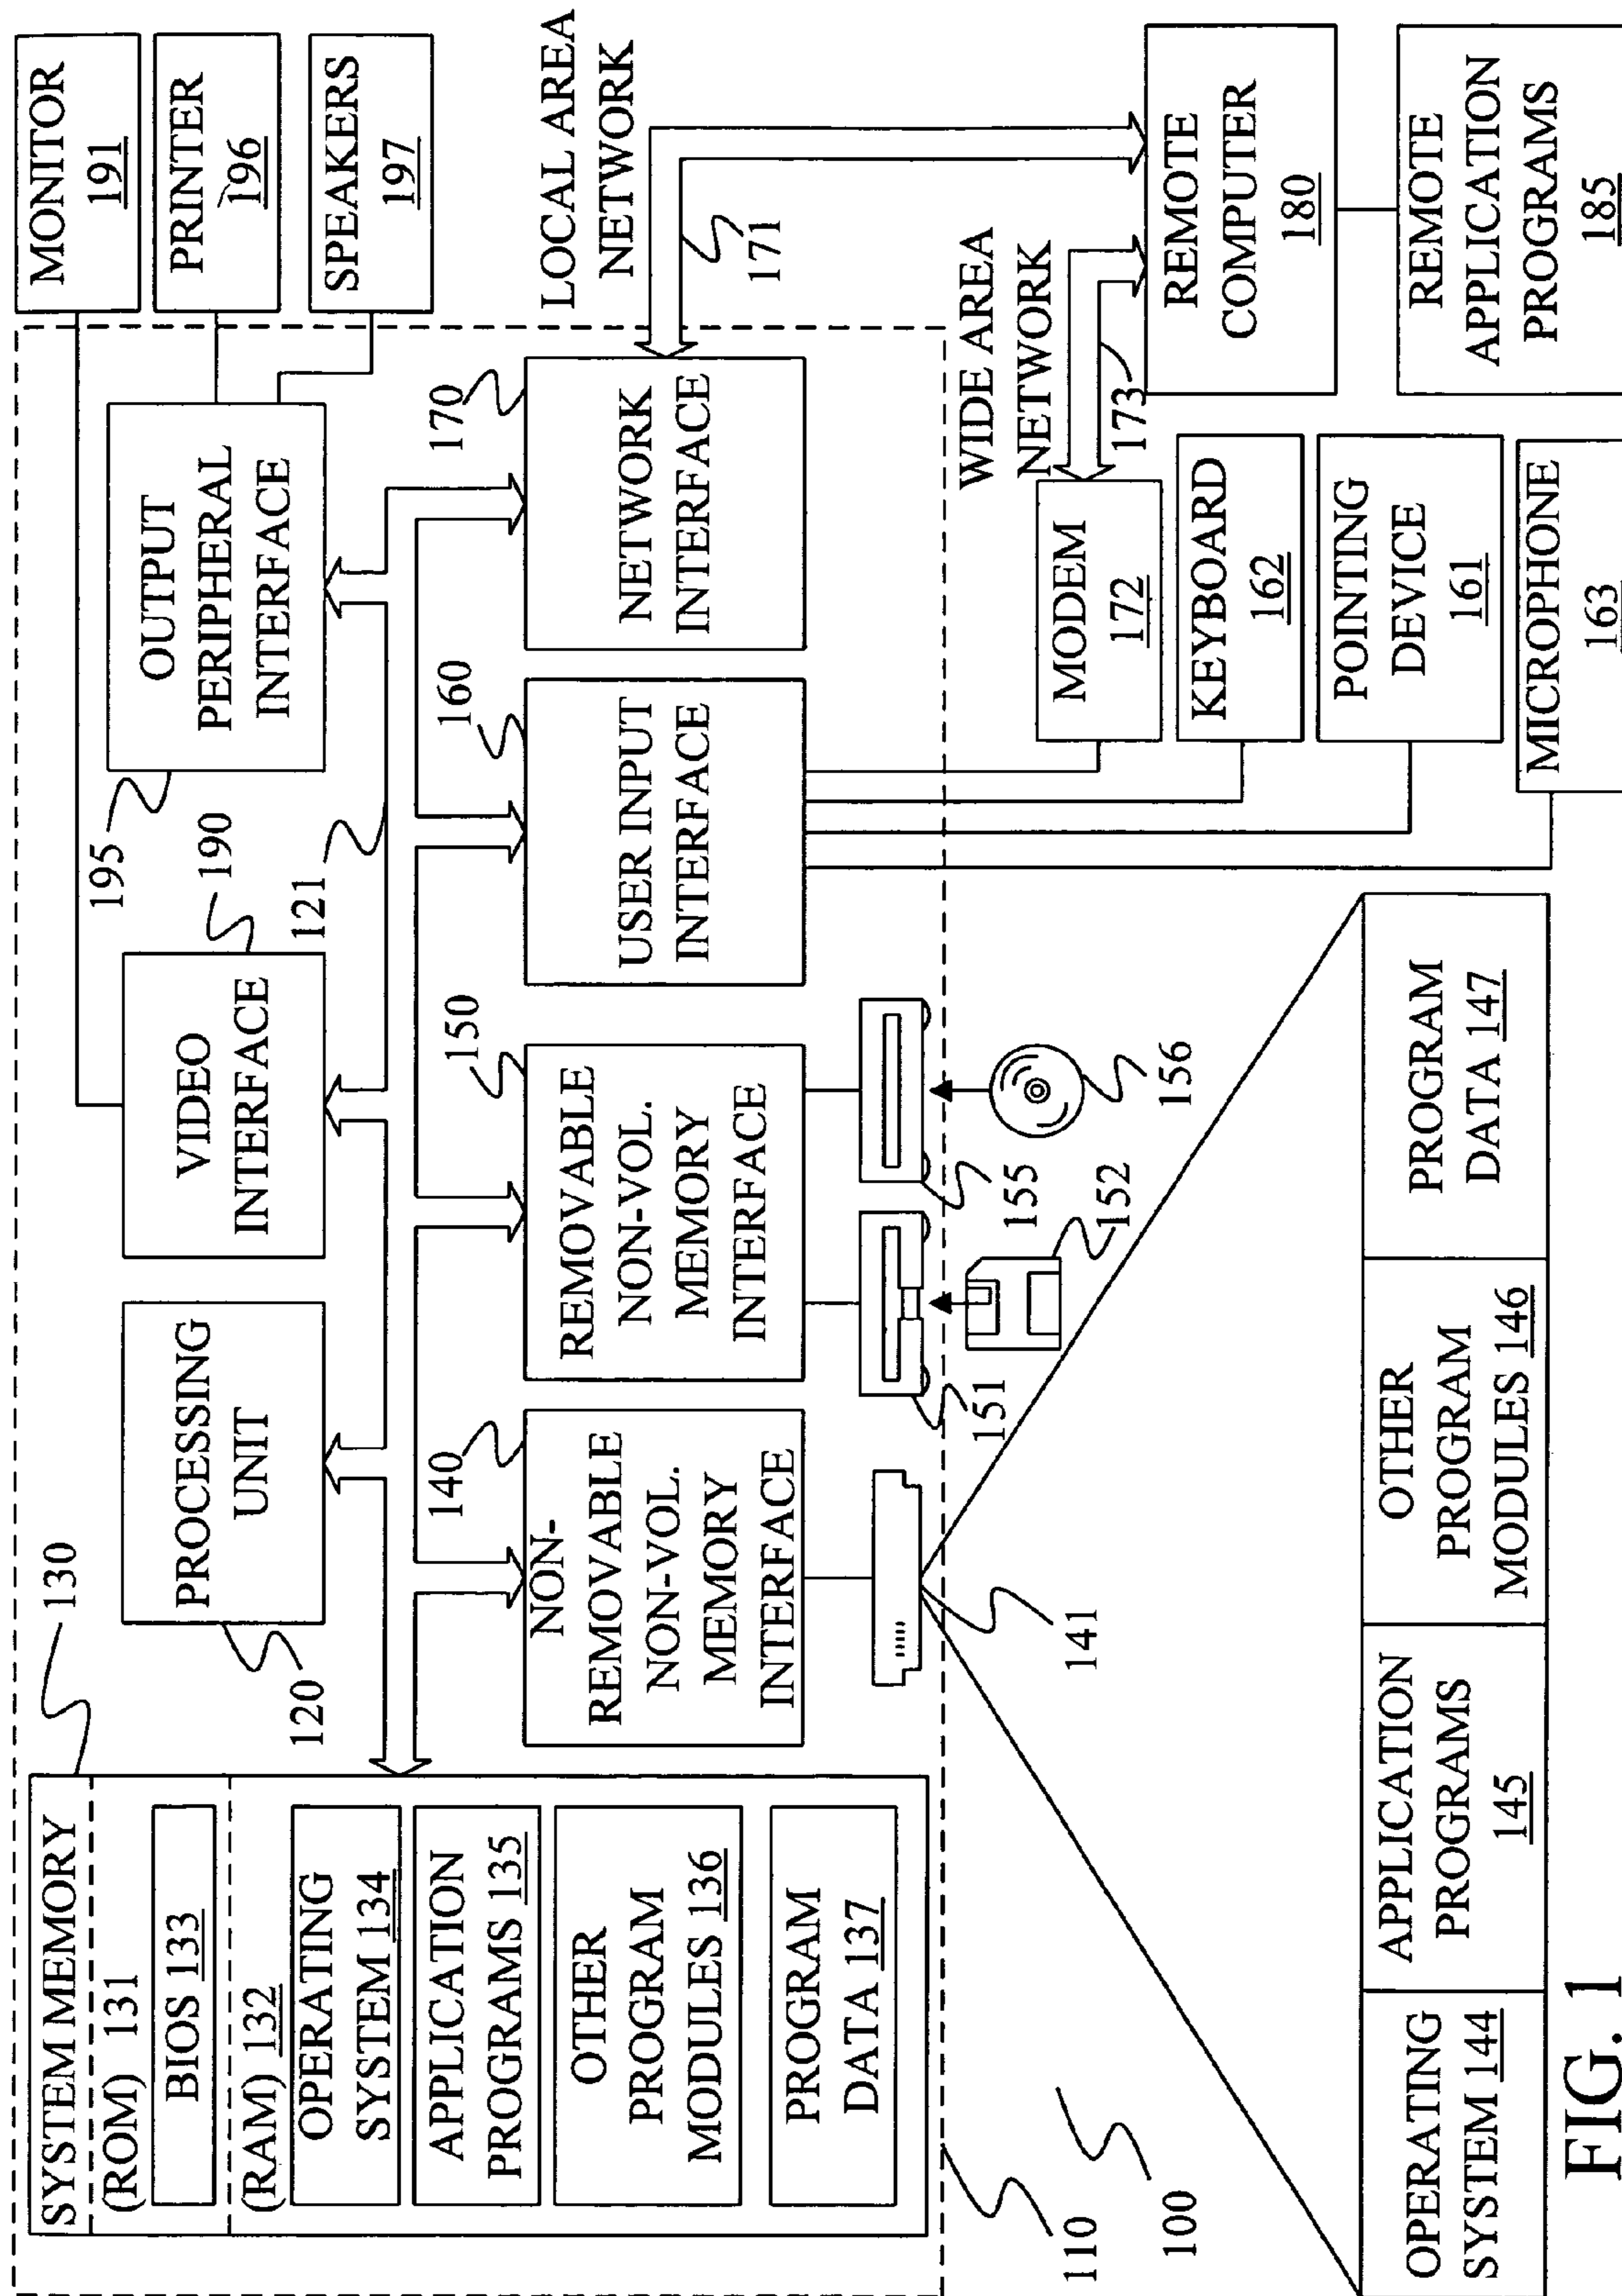 130
SYSTEM MEMORY
(ROM) 131
BIOS 133
(RAM) 132
OPERATING
SYSTEM 134
APPLICATION
PROGRAMS 135
OTHER
PROGRAM
MODULES 136
PROGRAM
DATA 137
120
PROCESSING
UNIT
190
VIDEO
INTERFACE
121
195
OUTPUT
PERIPHERAL
INTERFACE
MONITOR
191
PRINTER
196
SPEAKERS
197
140
NON-
REMOVABLE
NON-VOL.
MEMORY
INTERFACE
150
REMOVABLE
NON-VOL.
MEMORY
INTERFACE
160
USER INPUT
INTERFACE
170
NETWORK
INTERFACE
LOCAL AREA
NETWORK
171
141
151
152
155
156
WIDE AREA
NETWORK
173
MODEM
172
KEYBOARD
162
POINTING
DEVICE
161
MICROPHONE
163
REMOTE
COMPUTER
180
REMOTE
APPLICATION
PROGRAMS
185
110
100
OPERATING
SYSTEM 144
APPLICATION
PROGRAMS
145
OTHER
PROGRAM
MODULES 146
PROGRAM
DATA 147
FIG. 1